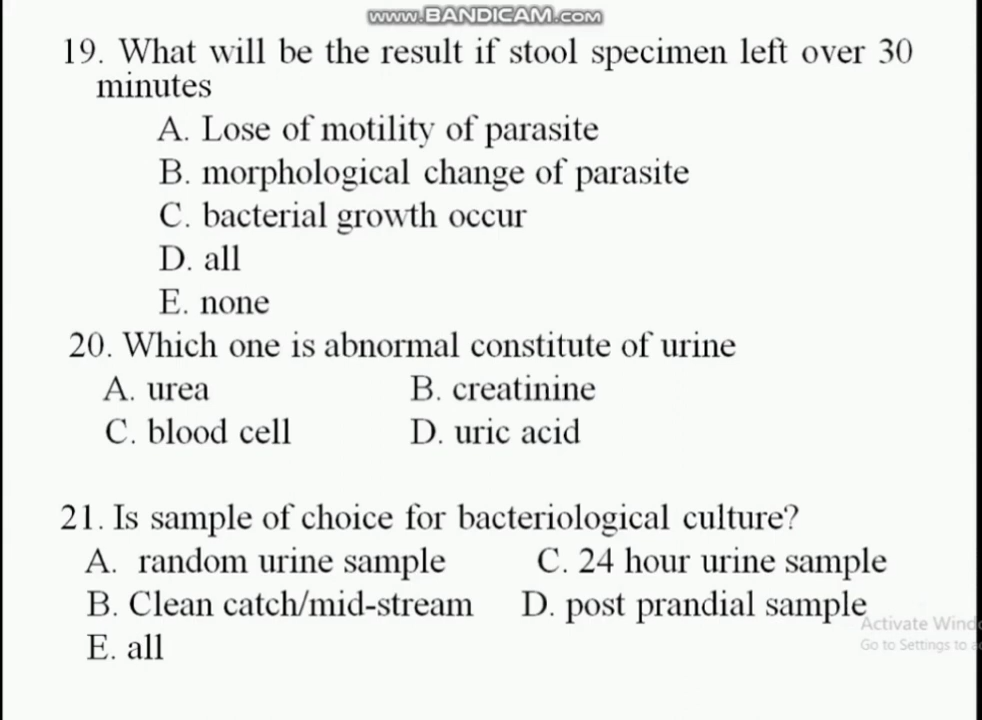 www.BANDICAM.COM
19. What will be the result if stool specimen left over 30
minutes
A. Lose of motility of parasite
B. morphological change of parasite
C. bacterial growth occur
D. all
E. none
20. Which one is abnormal constitute of urine
A. urea B. creatinine
C. blood cell D. uric acid
21. Is sample of choice for bacteriological culture?
A. random urine sample C. 24 hour urine sample
B. Clean catch/mid-stream D. post prandial sample
Activate
E. all
Go to Settings to